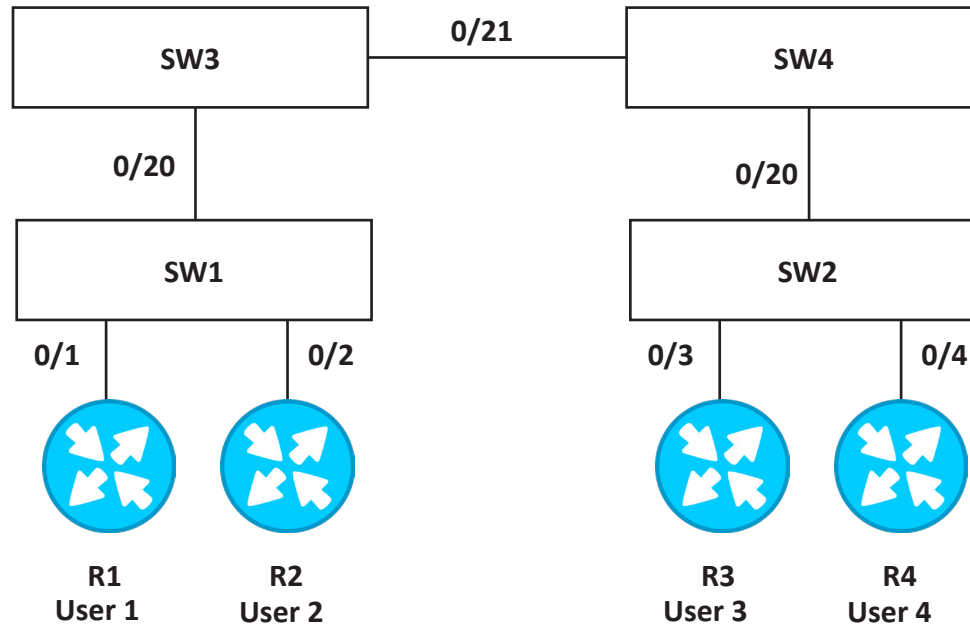 0/21
SW3
SW4
0/20
0/20
SW1
SW2
0/1
0/2
0/3
0/4
R1
User 1
R2
User 2
R3
User 3
R4
User 4